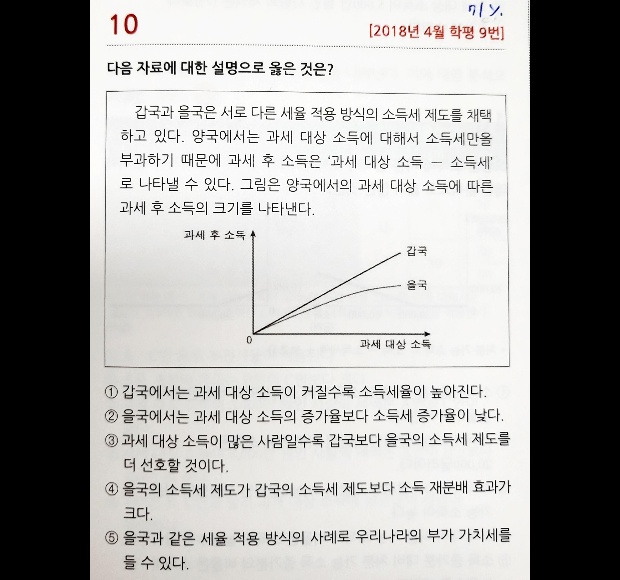 10
[2018년 4월 학평 9번]
다음 자료에 대한 설명으로 옳은 것은?
갑국과 을국은 서로 다른 세율 적용 방식의 소득세 제도를 채택
하고 있다. 양국에서는 과세 대상 소득에 대해서 소득세만을
부과하기 때문에 과세 후 소득은 '과세 대상 소득 - 소득세'
로 나타낼 수 있다. 그림은 양국에서의 과세 대상 소득에 따른
과세 후 소득의 크기를 나타낸다.
과세 후 소득
갑국
을국
0
과세 대상 소득
① 갑국에서는 과세 대상 소득이 커질수록 소득세율이 높아진다.
② 을국에서는 과세 대상 소득의 증가율보다 소득세 증가율이 낮다.
③ 과세 대상 소득이 많은 사람일수록 갑국보다 을국의 소득세 제도를
더 선호할 것이다.
④ 을국의 소득세 제도가 갑국의 소득세 제도보다 소득 재분배 효과가
크다.
⑤ 을국과 같은 세율 적용 방식의 사례로 우리나라의 부가 가치세를
들 수 있다.